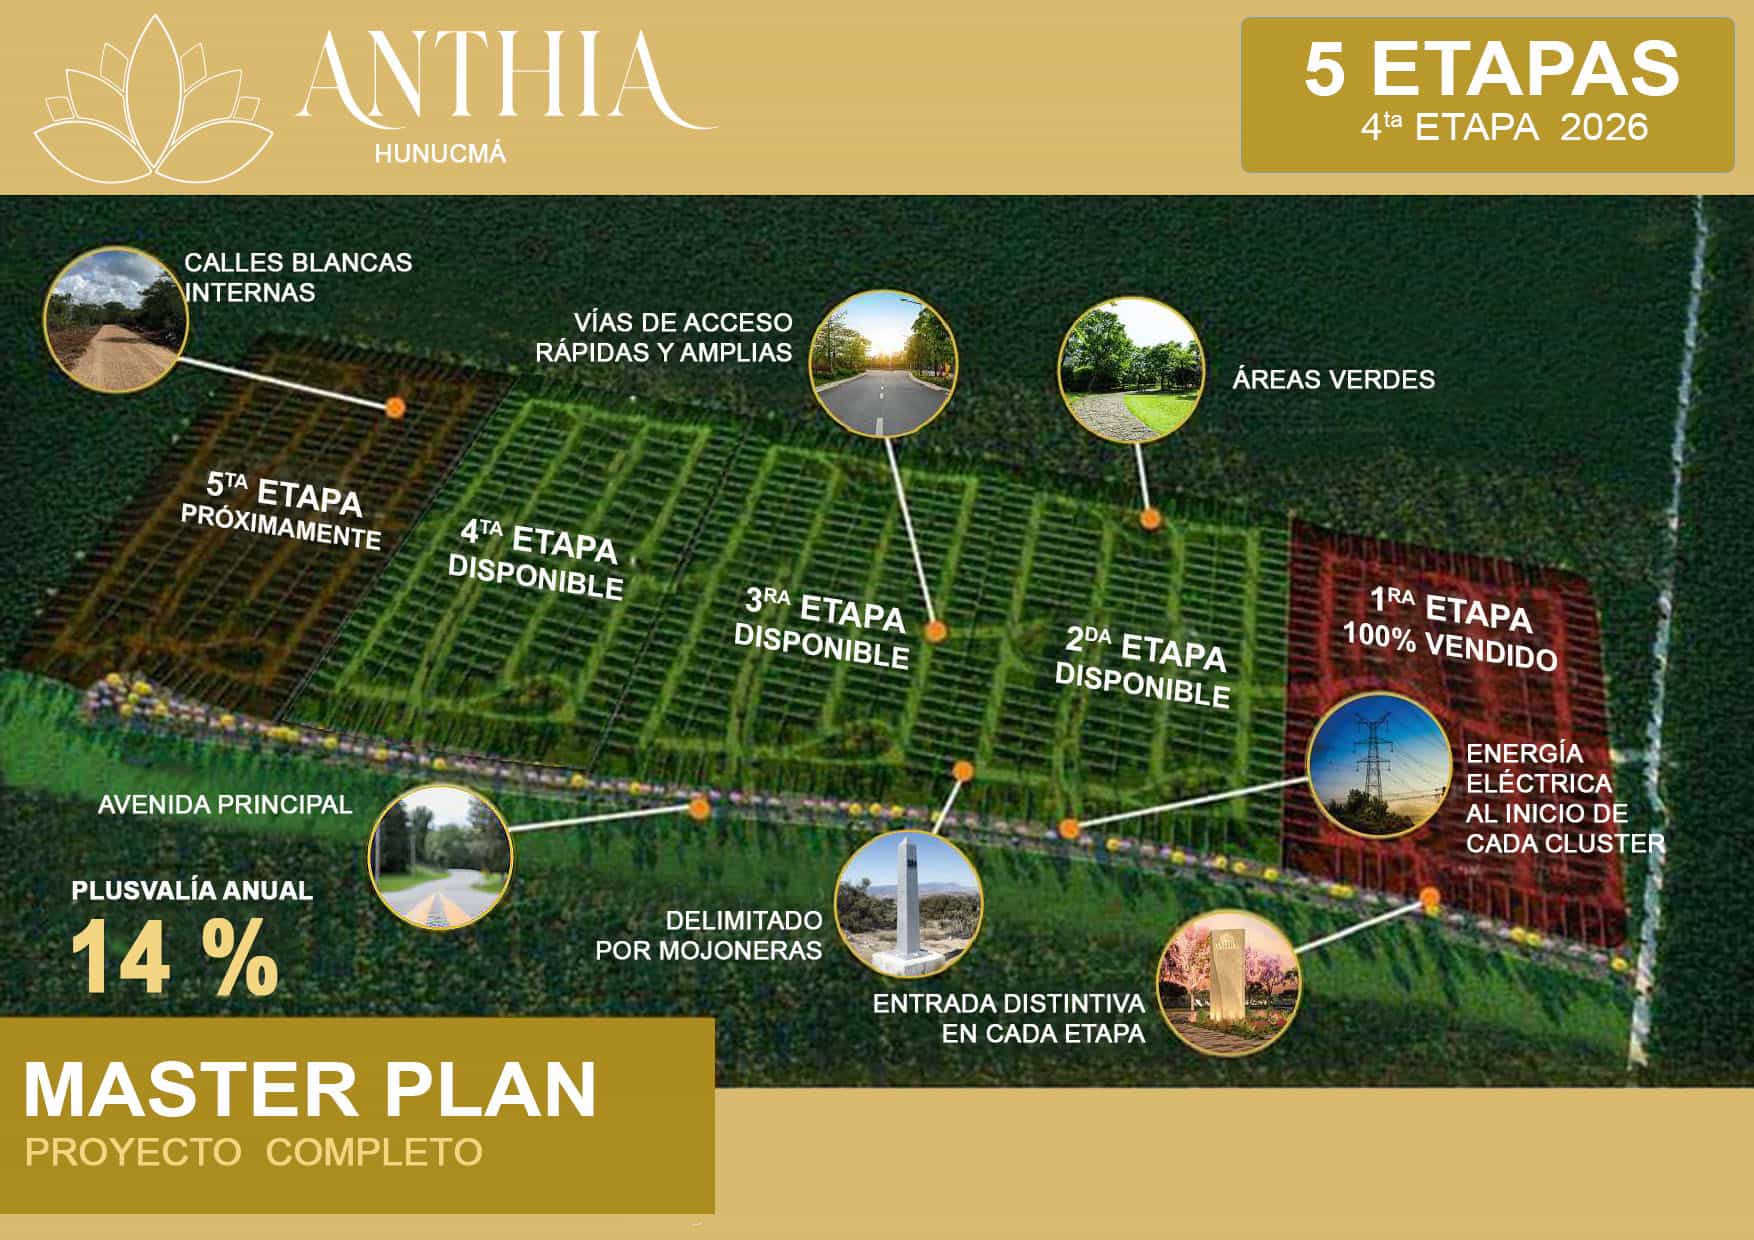 ANTHIA
HUNUCMÁ
5 ETAPAS
4ta ETAPA 2026
CALLES BLANCAS
INTERNAS
VÍAS DE ACCESO
RÁPIDAS Y AMPLIAS
ÁREAS VERDES
5TA ETAPA
PRÓXIMAMENTE
4TA ETAPA
DISPONIBLE
3RA ETAPA
DISPONIBLE
2DA ETAPA
DISPONIBLE
1RA ETAPA
100% VENDIDO
ENERGÍA
ELÉCTRICA
AL INICIO DE
CADA CLUSTER
AVENIDA PRINCIPAL
PLUSVALÍA ANUAL
14 %
DELIMITADO
POR MOJONERAS
ENTRADA DISTINTIVA
EN CADA ETAPA
MASTER PLAN
PROYECTO COMPLETO